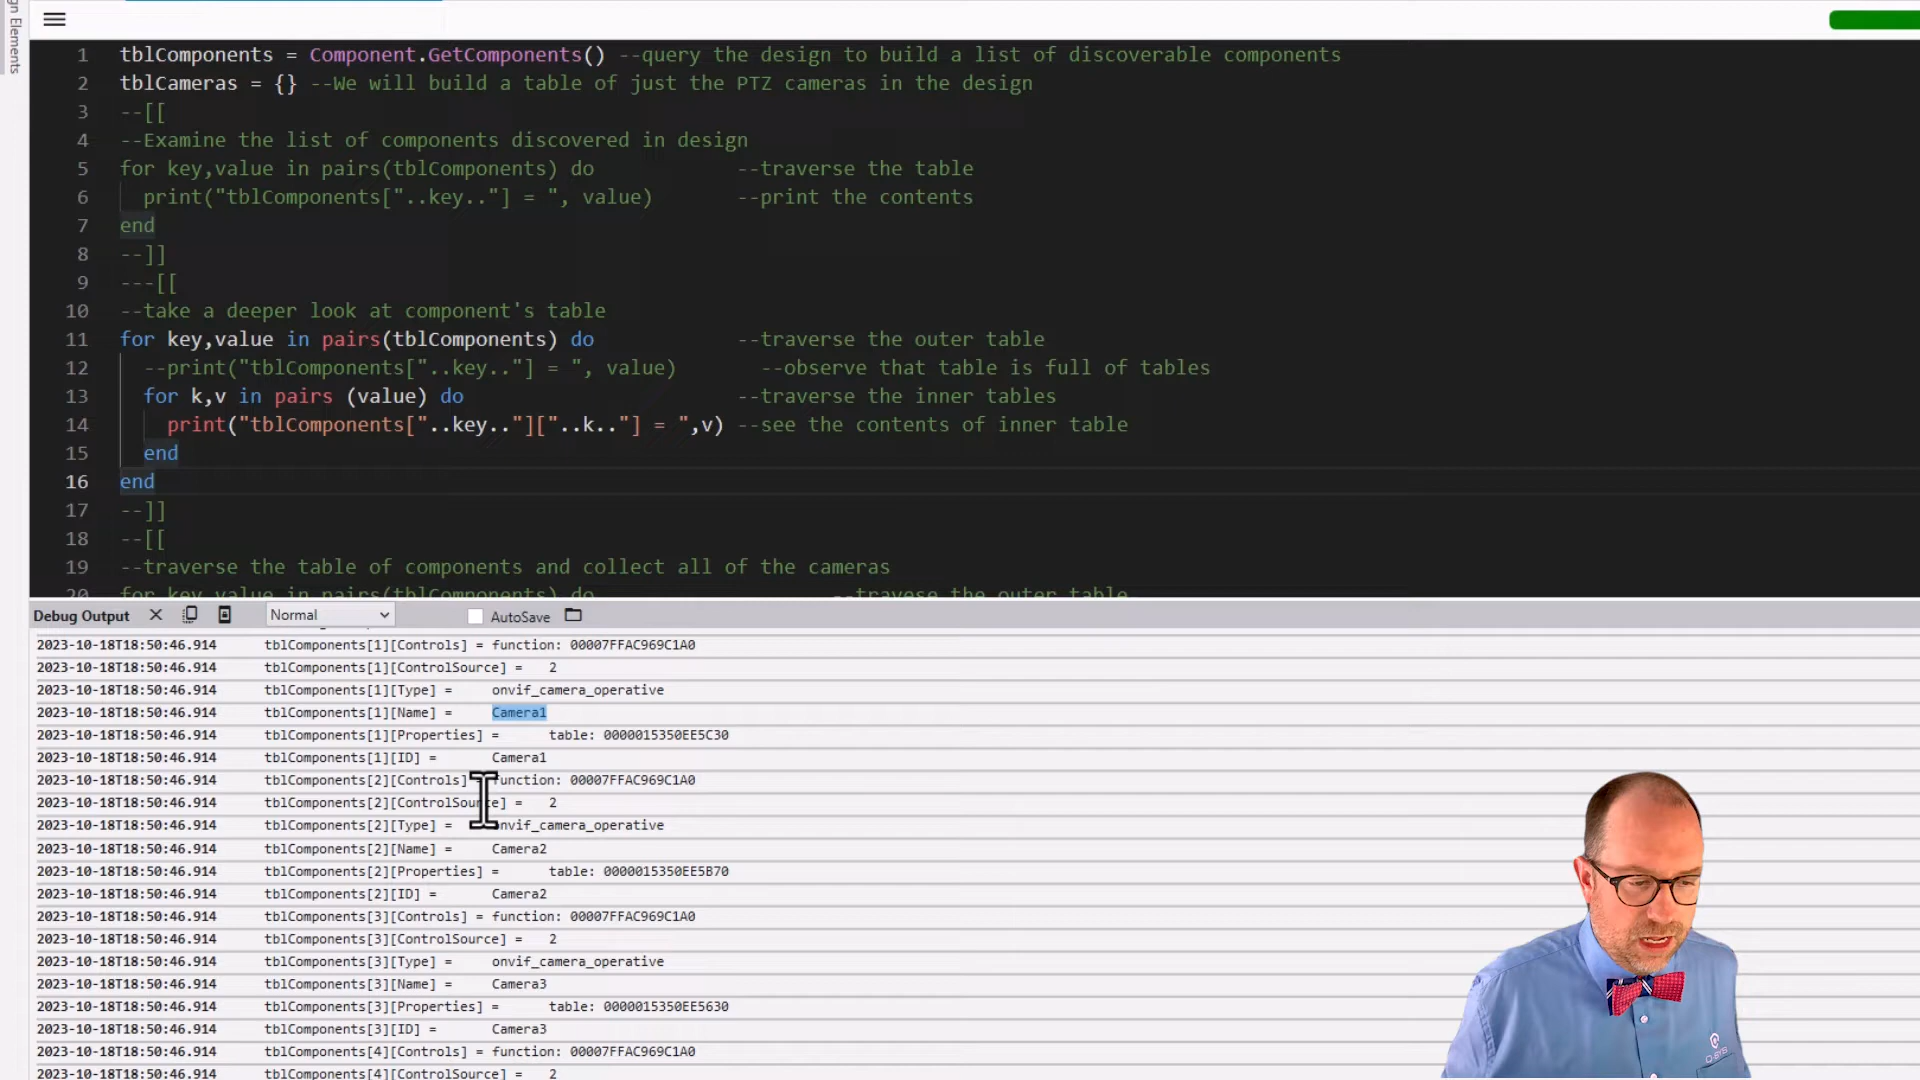 gn Elements
1 tblComponents = Component.GetComponents() --query the design to build a list of discoverable components
2 tblCameras = {} --We will build a table of just the PTZ cameras in the design
3 --[[
4 --Examine the list of components discovered in design
5 for key,value in pairs(tblComponents) do --traverse the table
6 print("tblComponents["..key.."] = ", value) --print the contents
7 end
8 --]]
9 ---[[
10 --take a deeper look at component's table
11 for key,value in pairs(tblComponents) do --traverse the outer table
12 --print("tblComponents["..key.."] = ", value) --observe that table is full of tables
13 for k,v in pairs (value) do --traverse the inner tables
14 print("tblComponents["..key.."]["..k.."] = ",v) --see the contents of inner table
15 end
16 end
17 --]]
18 --[[
19 --traverse the table of components and collect all of the cameras
20 for key,value in pairs(tblComponents) do --travese the outer table
Debug Output Normal AutoSave
2023-10-18T18:50:46.914 tblComponents[1][Controls] = function: 00007FFAC969C1A0
2023-10-18T18:50:46.914 tblComponents[1][ControlSource] = 2
2023-10-18T18:50:46.914 tblComponents[1][Type] = onvif_camera_operative
2023-10-18T18:50:46.914 tblComponents[1][Name] = Camera1
2023-10-18T18:50:46.914 tblComponents[1][Properties] = table: 0000015350EE5C30
2023-10-18T18:50:46.914 tblComponents[1][ID] = Camera1
2023-10-18T18:50:46.914 tblComponents[2][Controls] = function: 00007FFAC969C1A0
2023-10-18T18:50:46.914 tblComponents[2][ControlSource] = 2
2023-10-18T18:50:46.914 tblComponents[2][Type] = onvif_camera_operative
2023-10-18T18:50:46.914 tblComponents[2][Name] = Camera2
2023-10-18T18:50:46.914 tblComponents[2][Properties] = table: 0000015350EE5B70
2023-10-18T18:50:46.914 tblComponents[2][ID] = Camera2
2023-10-18T18:50:46.914 tblComponents[3][Controls] = function: 00007FFAC969C1A0
2023-10-18T18:50:46.914 tblComponents[3][ControlSource] = 2
2023-10-18T18:50:46.914 tblComponents[3][Type] = onvif_camera_operative
2023-10-18T18:50:46.914 tblComponents[3][Name] = Camera3
2023-10-18T18:50:46.914 tblComponents[3][Properties] = table: 0000015350EE5630
2023-10-18T18:50:46.914 tblComponents[3][ID] = Camera3
2023-10-18T18:50:46.914 tblComponents[4][Controls] = function: 00007FFAC969C1A0
2023-10-18T18:50:46.914 tblComponents[4][ControlSource] = 2
Q-SYS